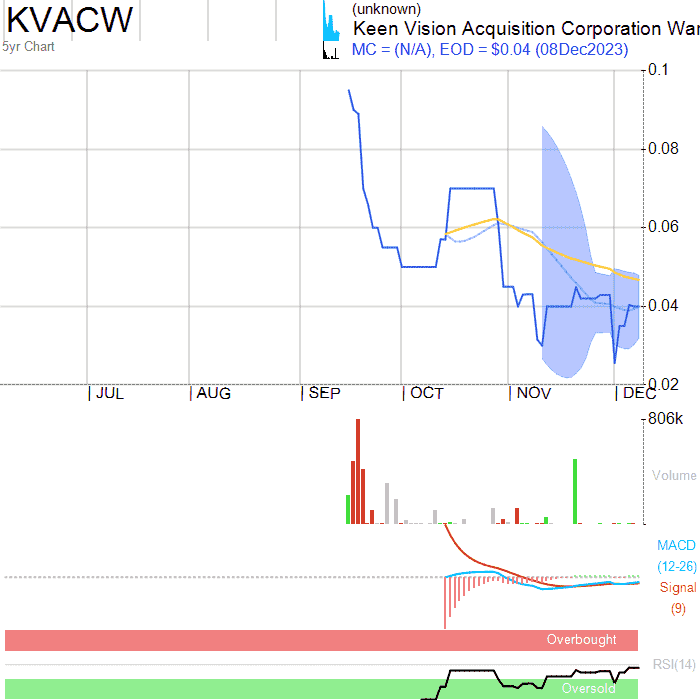 KVACW
(unknown)
Keen Vision Acquisition Corporation War
5yr Chart
MC = (N/A), EOD = $0.04 (08Dec2023)
0.1
0.08
0.06
0.04
0.02
JUL AUG SEP OCT NOV DEC
806k
Volume
MACD
(12-26)
Signal
(9)
Overbought
RSI(14)
Oversold